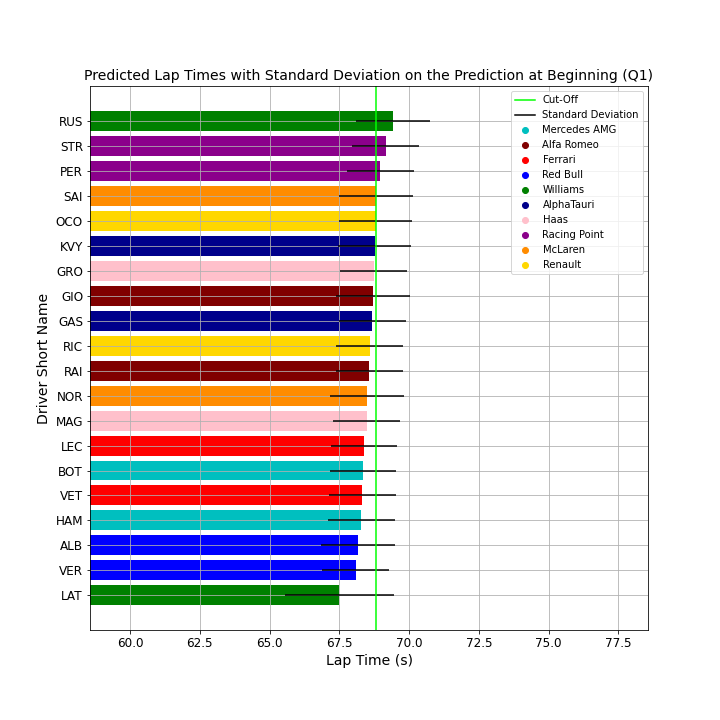 Predicted Lap Times with Standard Deviation on the Prediction at Beginning (Q1)
Cut-Off
Standard Deviation
Mercedes AMG
Alfa Romeo
Ferrari
Red Bull
Williams
AlphaTauri
Haas
Racing Point
McLaren
Renault
Driver Short Name
RUS
STR
PER
SAI
OCO
KVY
GRO
GIO
GAS
RIC
RAI
NOR
MAG
LEC
BOT
VET
HAM
ALB
VER
LAT
60.0 62.5 65.0 67.5 70.0 72.5 75.0 77.5
Lap Time (s)